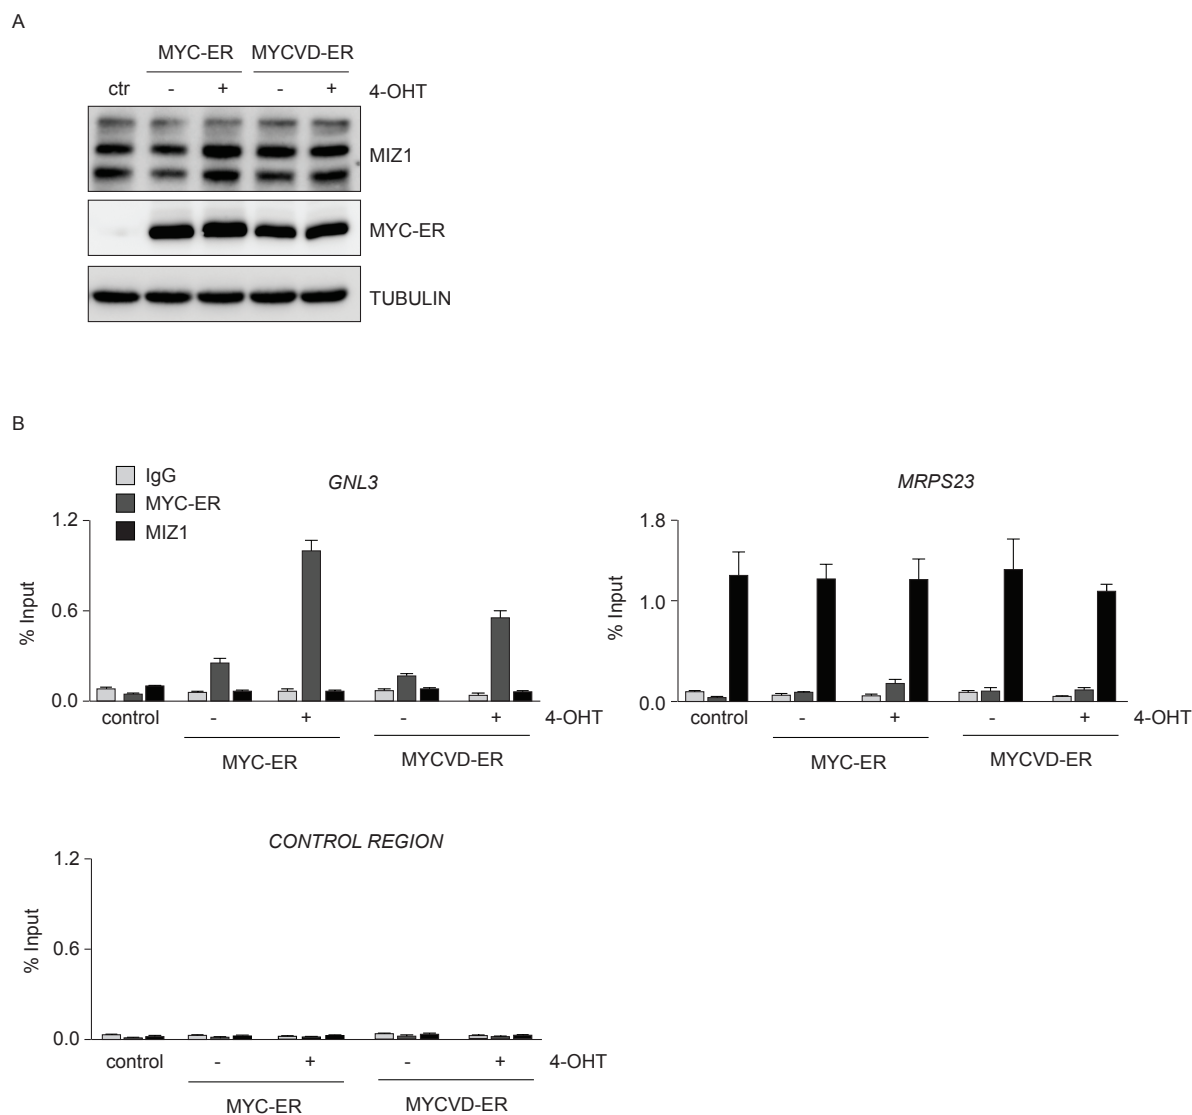 A
MYC-ER MYCVD-ER
ctr - + - + 4-OHT
MIZ1
MYC-ER
TUBULIN
B
IgG
MYC-ER
MIZ1
GNL3
1.2
0.6
0.0
% Input
control - + - + 4-OHT
MYC-ER MYCVD-ER
MRPS23
1.8
1.0
0.0
% Input
control - + - + 4-OHT
MYC-ER MYCVD-ER
CONTROL REGION
1.2
0.6
0.0
% Input
control - + - + 4-OHT
MYC-ER MYCVD-ER